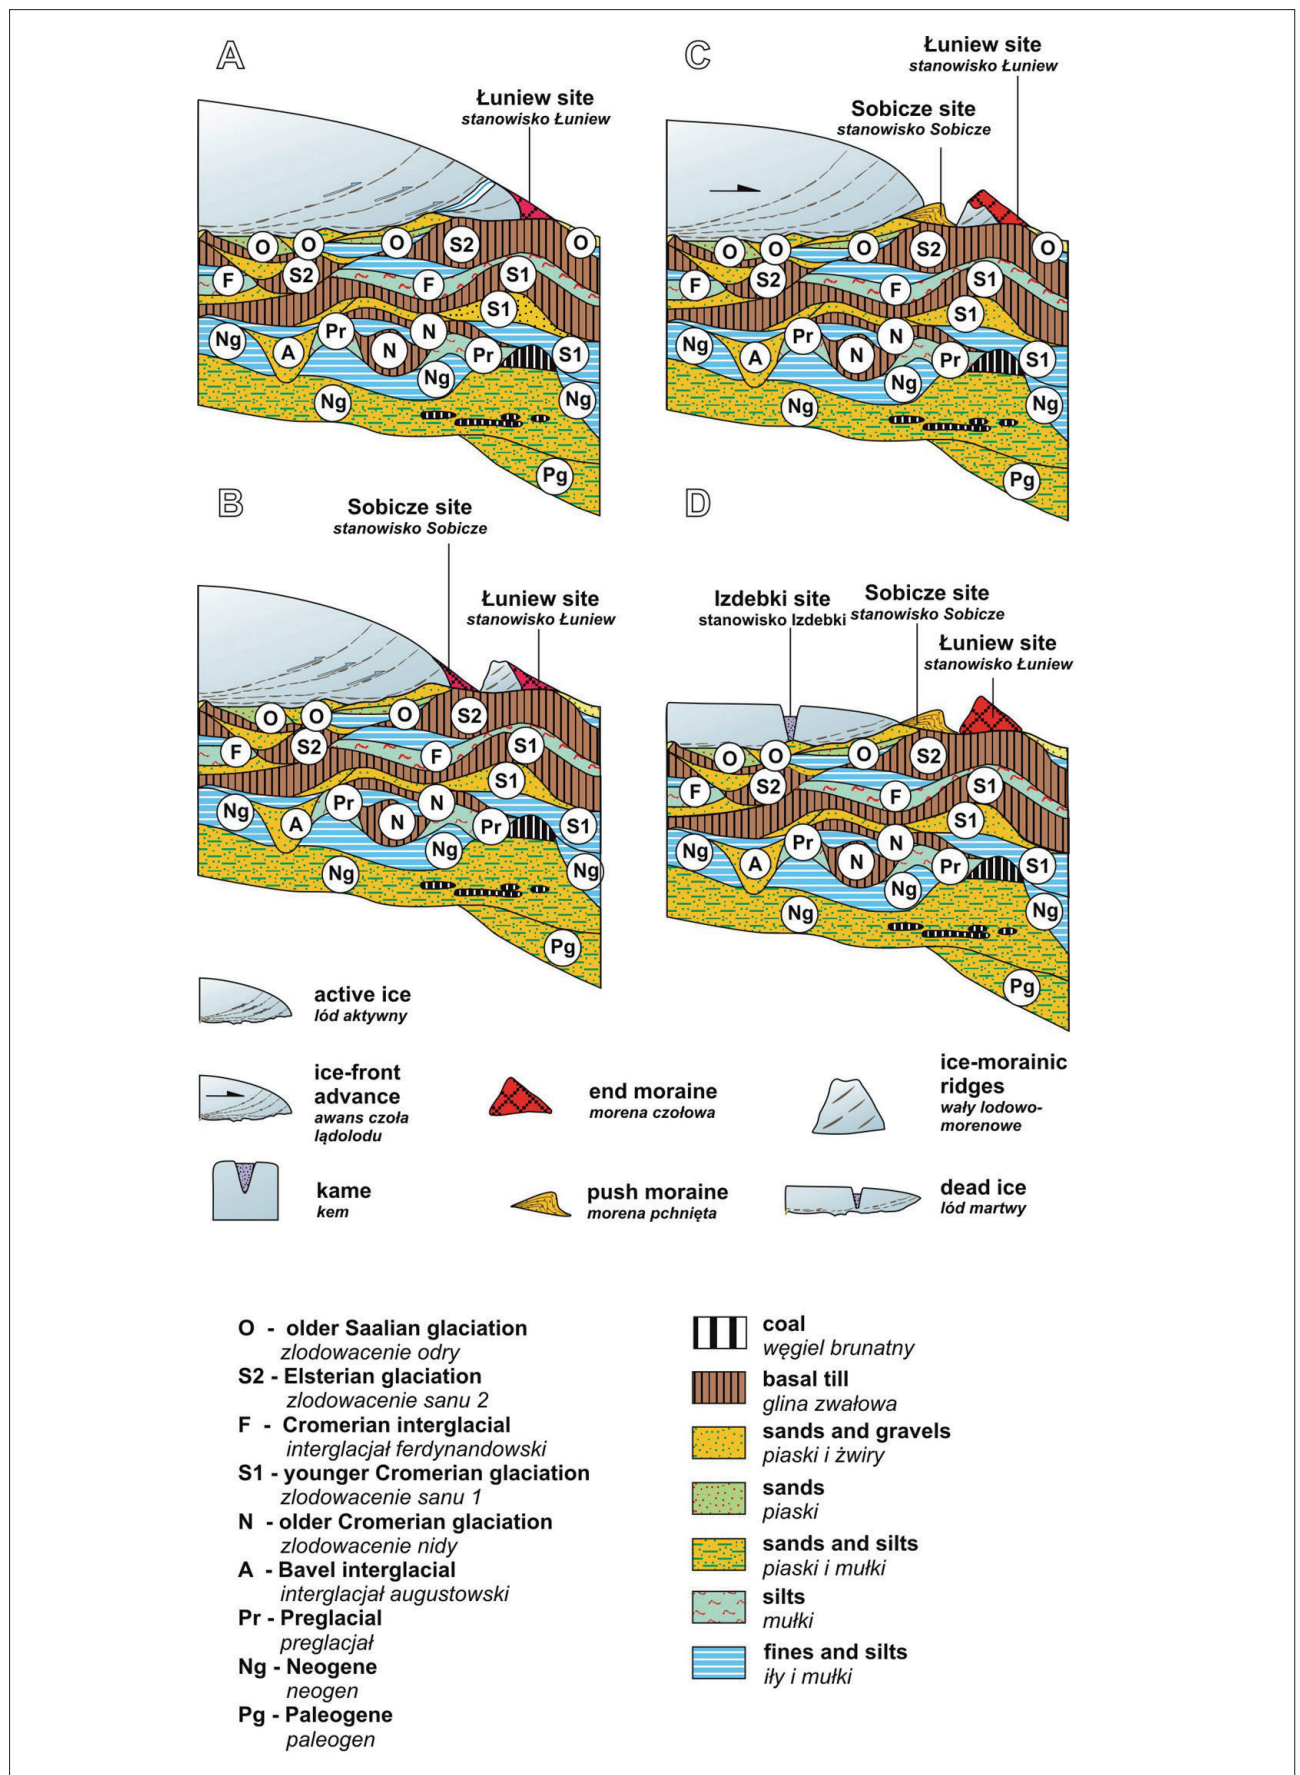 A
Łuniew site
stanowisko Łuniew
O
O
O
S2
O
F
S2
F
S1
S1
Ng
Pr
N
A
N
Pr
S1
Ng
Ng
Ng
Pg
C
Łuniew site
stanowisko Łuniew
Sobicze site
stanowisko Sobicze
O
O
O
S2
O
F
S2
F
S1
S1
Ng
Pr
N
A
N
Pr
S1
Ng
Ng
Ng
Pg
B
Sobicze site
stanowisko Sobicze
Łuniew site
stanowisko Łuniew
O
O
O
S2
F
S2
F
S1
S1
Ng
Pr
N
A
N
Pr
S1
Ng
Ng
Ng
Pg
D
Izdebki site
stanowisko Izdebki
Sobicze site
stanowisko Sobicze
Łuniew site
stanowisko Łuniew
O
O
O
S2
F
S2
F
S1
S1
Ng
Pr
N
A
N
Pr
S1
Ng
Ng
Ng
Pg
active ice
lód aktywny
ice-front
advance
awans czoła
lądolodu
kame
kem
end moraine
morena czołowa
push moraine
morena pchnięta
ice-morainic
ridges
wały lodowo-
morenowe
dead ice
lód martwy
O - older Saalian glaciation
zlodowacenie odry
S2 - Elsterian glaciation
zlodowacenie sanu 2
F - Cromerian interglacial
interglacjał ferdynandowski
S1 - younger Cromerian glaciation
zlodowacenie sanu 1
N - older Cromerian glaciation
zlodowacenie nidy
A - Bavel interglacial
interglacjał augustowski
Pr - Preglacial
preglacjał
Ng - Neogene
neogen
Pg - Paleogene
paleogen
coal
węgiel brunatny
basal till
glina zwałowa
sands and gravels
piaski i żwiry
sands
piaski
sands and silts
piaski i mułki
silts
mułki
fines and silts
iły i mułki